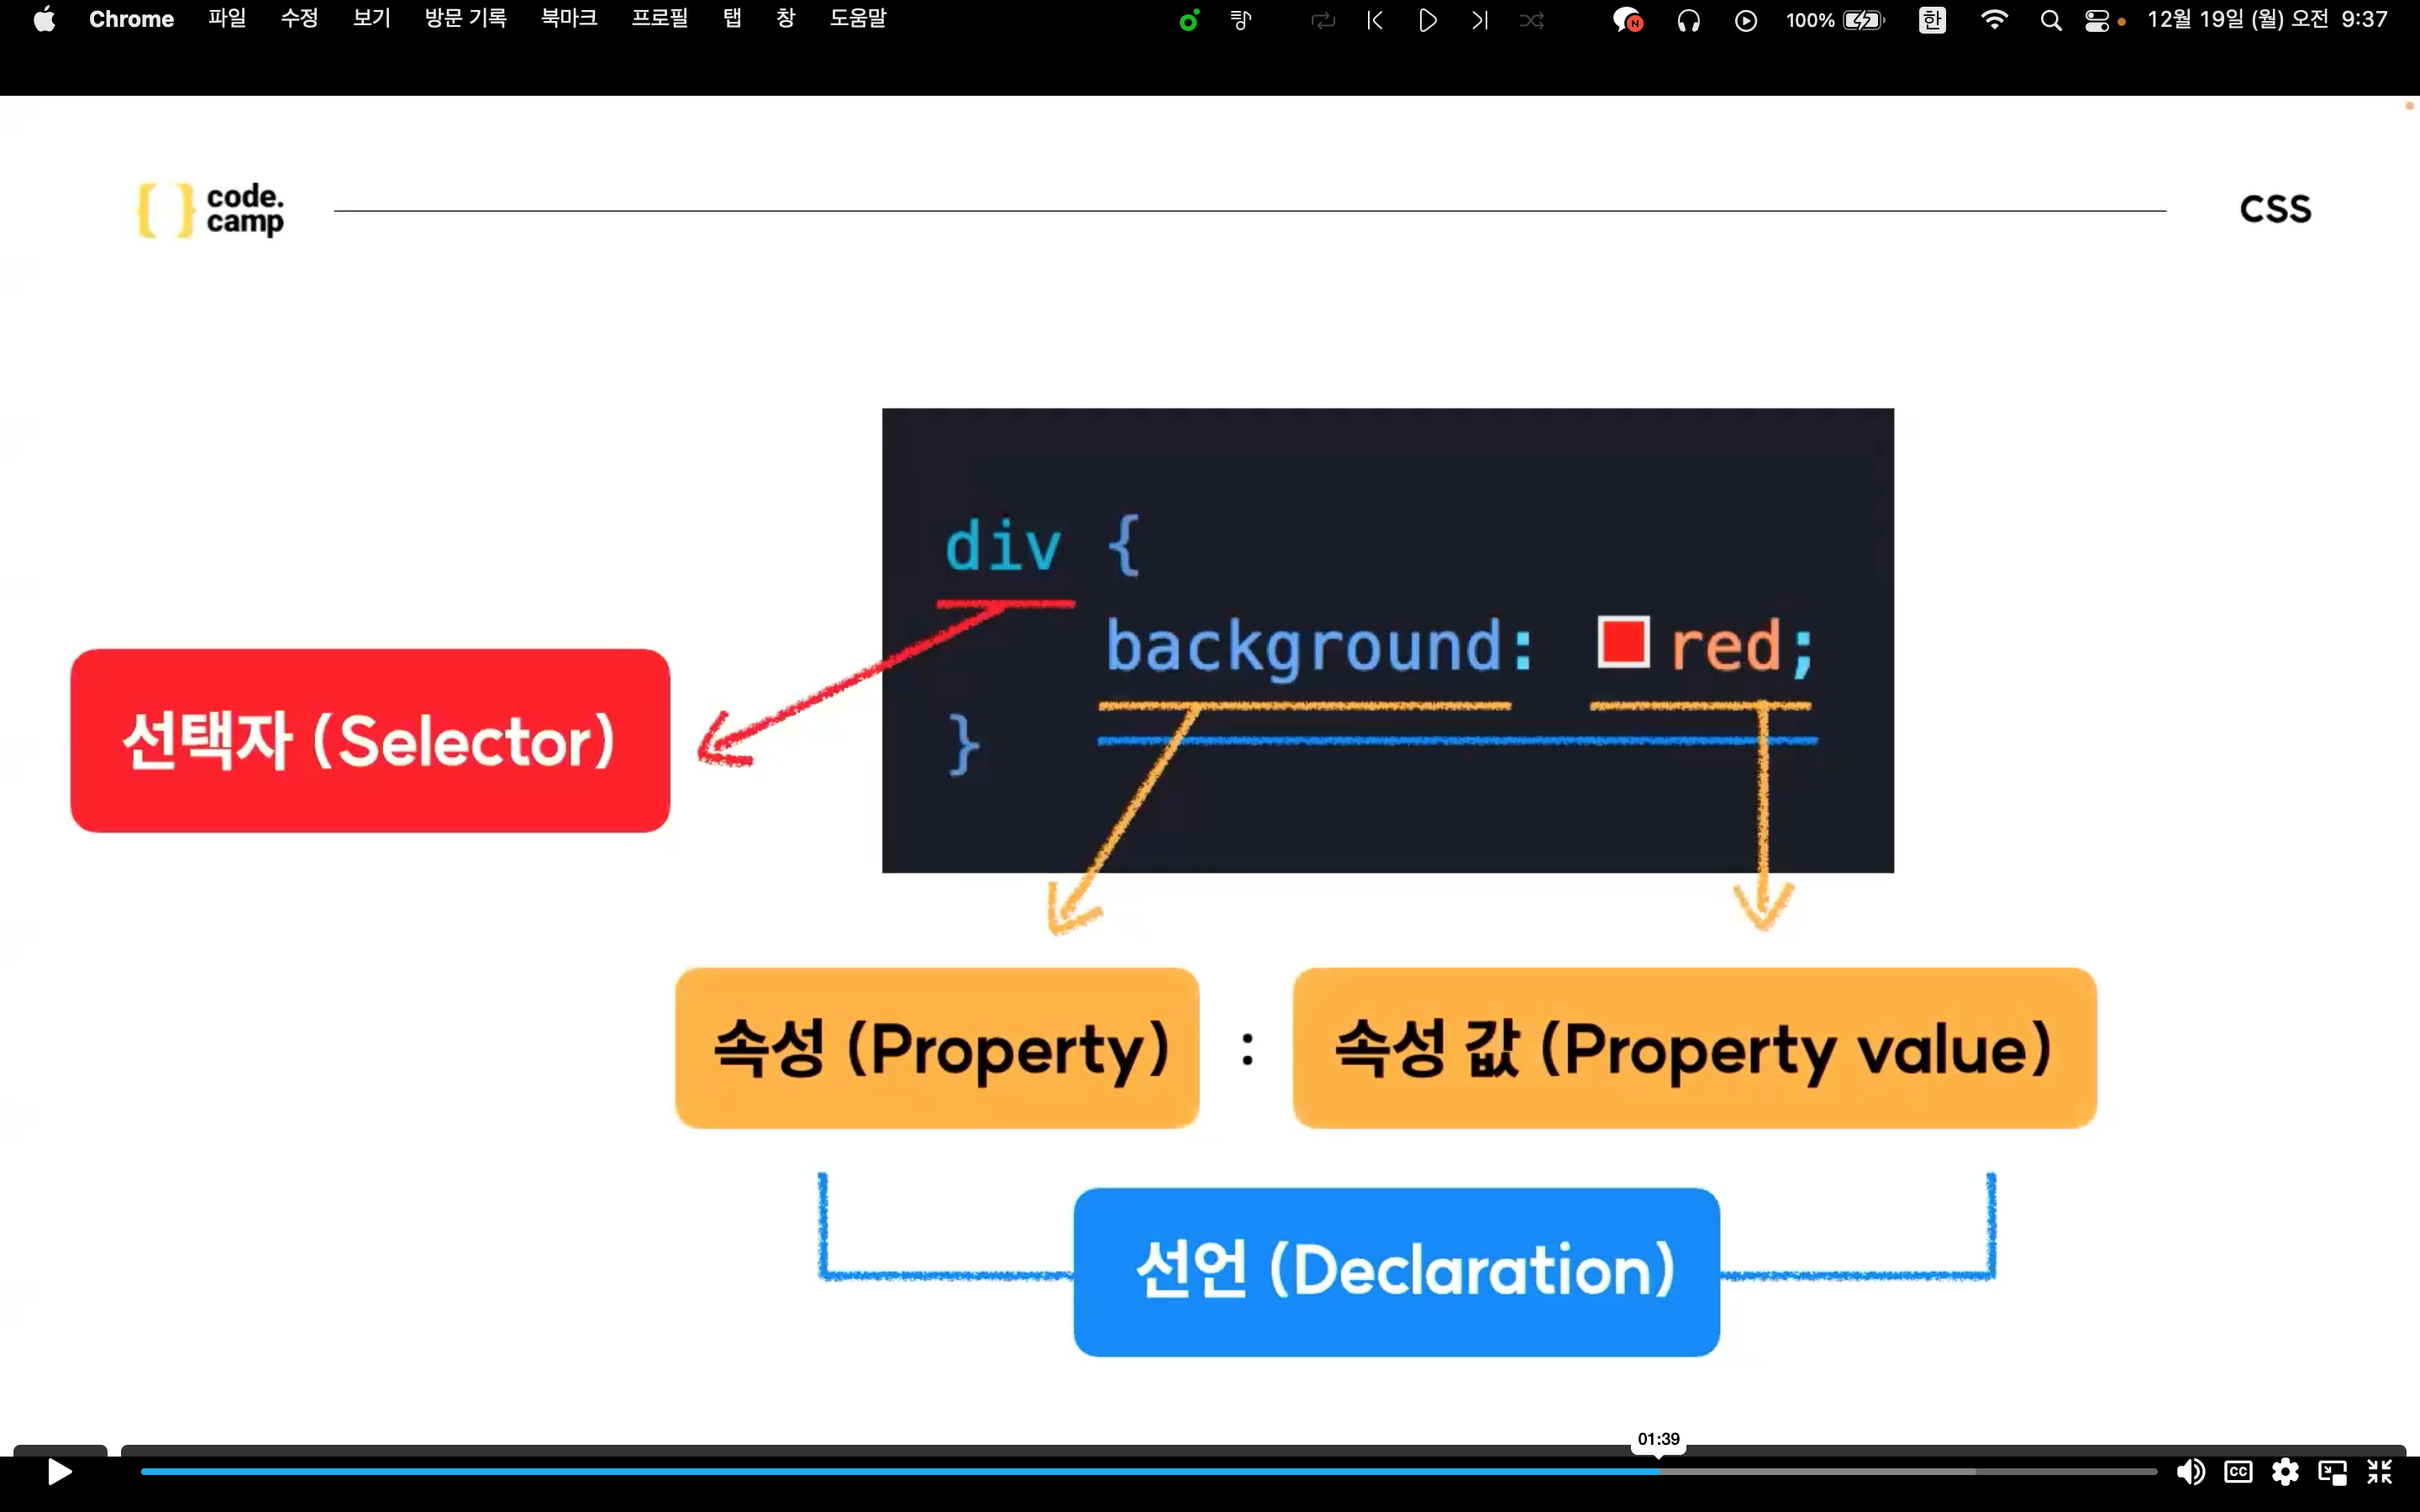 Chrome 파일 수정 보기 방문 기록 북마크 프로필 탭 창 도움말 100% 한 12월 19일 (월) 오전 9:37
code.
camp
CSS
div {
background: red;
}
선택자 (Selector)
속성 (Property) : 속성 값 (Property value)
선언 (Declaration)
01:39
CC